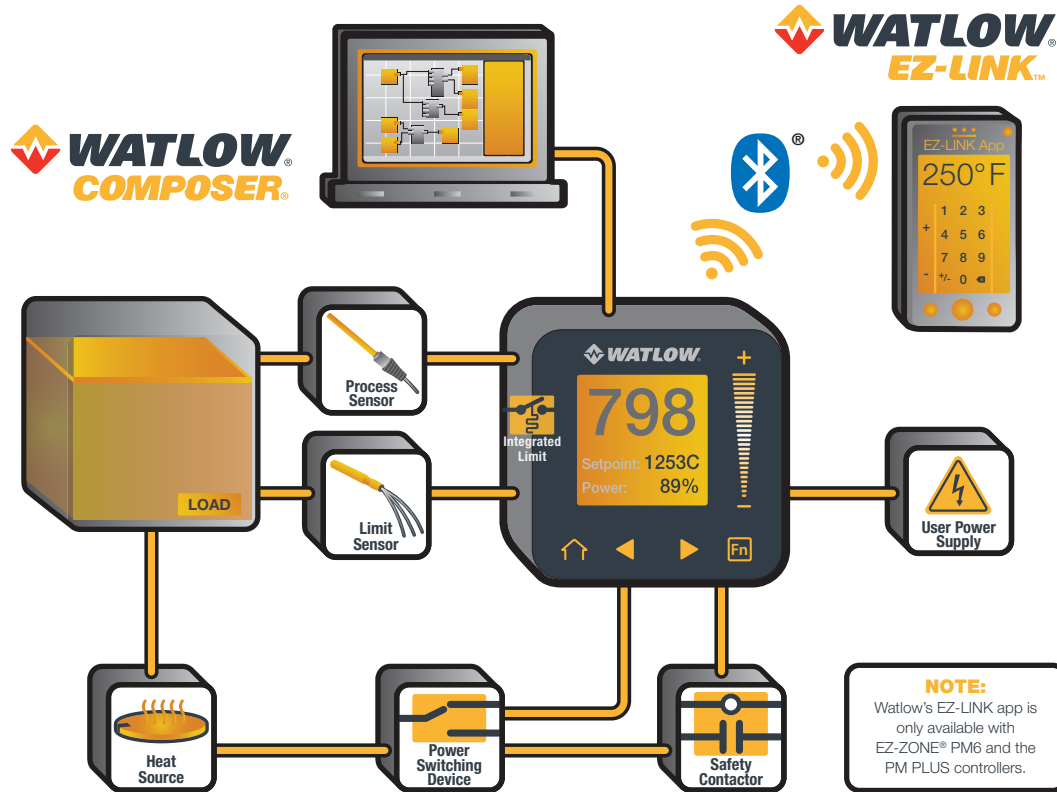 WATLOW®
EZ-LINK™
WATLOW®
COMPOSER®
®
EZ-LINK App
250°F
1 2 3
+
4 5 6
7 8 9
- +/- 0
Process
Sensor
WATLOW®
+
798
Integrated
Limit
Setpoint: 1253C
Power: 89%
–
Fn
LOAD
Limit
Sensor
User Power
Supply
Heat
Source
Power
Switching
Device
Safety
Contactor
NOTE:
Watlow's EZ-LINK app is
only available with
EZ-ZONE® PM6 and the
PM PLUS controllers.